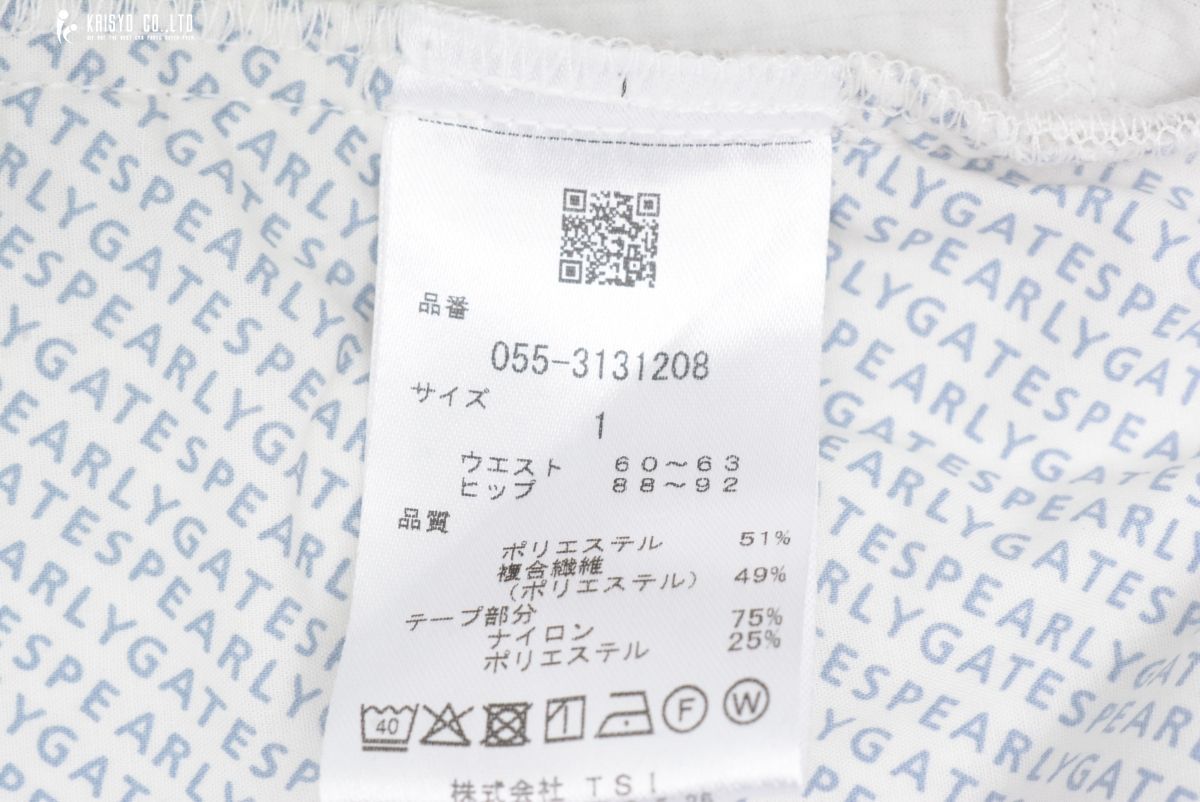 KRISYO CO.,LTD
品番
055-3131208
サイズ
1
ウエスト 60～63
ヒップ 88～92
品質
ポリエステル 51%
複合繊維
(ポリエステル) 49%
テープ部分
ナイロン 75%
ポリエステル 25%
40
F
W
株式会社 TSI
PEARLYGATES